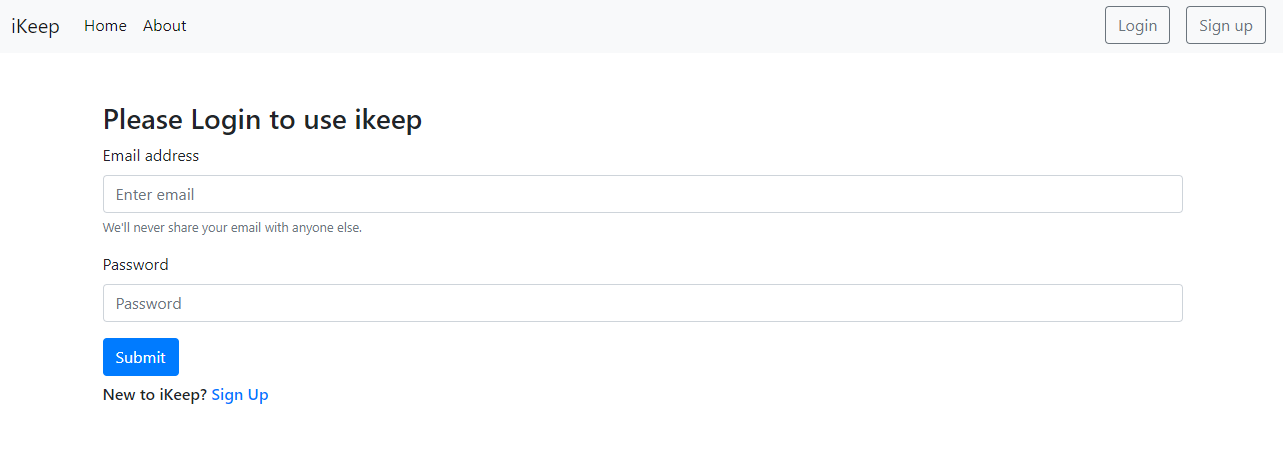 iKeep Home About Login Sign up
Please Login to use ikeep
Email address
Enter email
We'll never share your email with anyone else.
Password
Password
Submit
New to iKeep? Sign Up